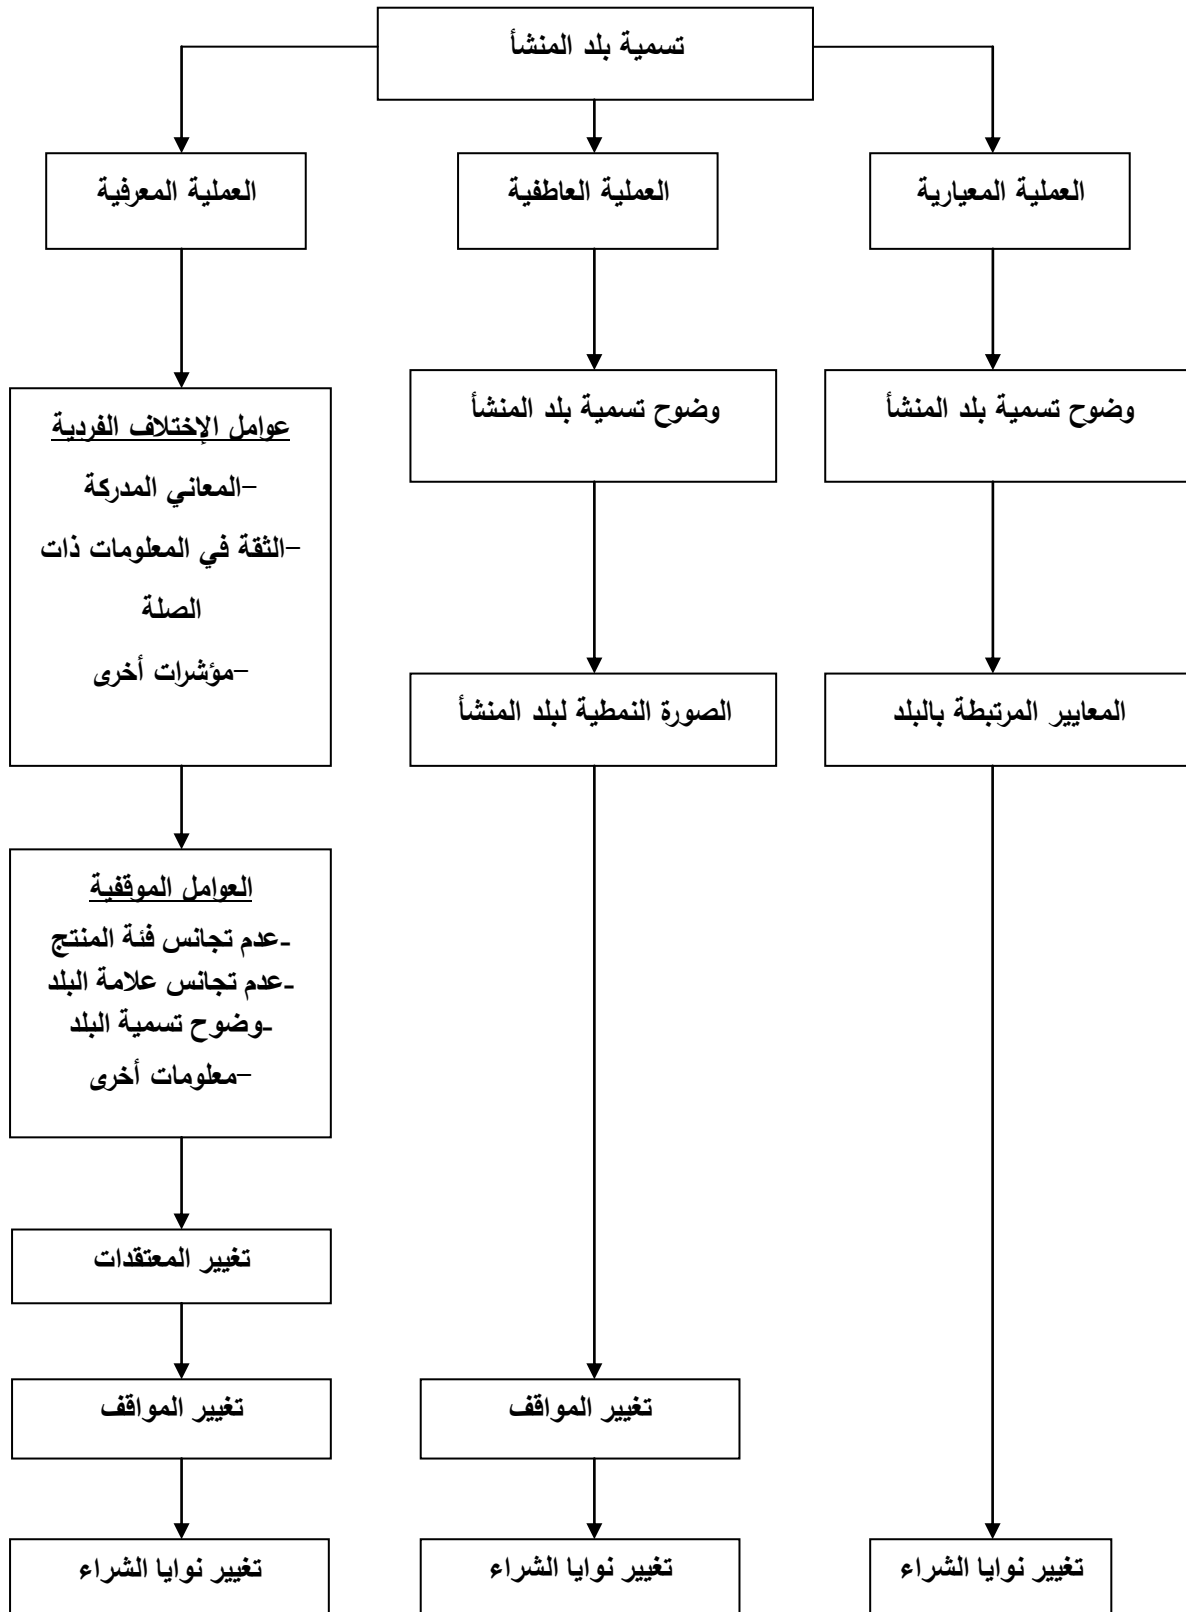 تسمية بلد المنشأ
العملية المعيارية
العملية العاطفية
العملية المعرفية
وضوح تسمية بلد المنشأ
وضوح تسمية بلد المنشأ
عوامل الإختلاف الفردية
-المعاني المدركة
-الثقة في المعلومات ذات
الصلة
-مؤشرات أخرى
المعايير المرتبطة بالبلد
الصورة النمطية لبلد المنشأ
العوامل الموقفية
-عدم تجانس فئة المنتج
-عدم تجانس علامة البلد
-وضوح تسمية البلد
-معلومات أخرى
تغيير المعتقدات
تغيير المواقف
تغيير المواقف
تغيير نوايا الشراء
تغيير نوايا الشراء
تغيير نوايا الشراء